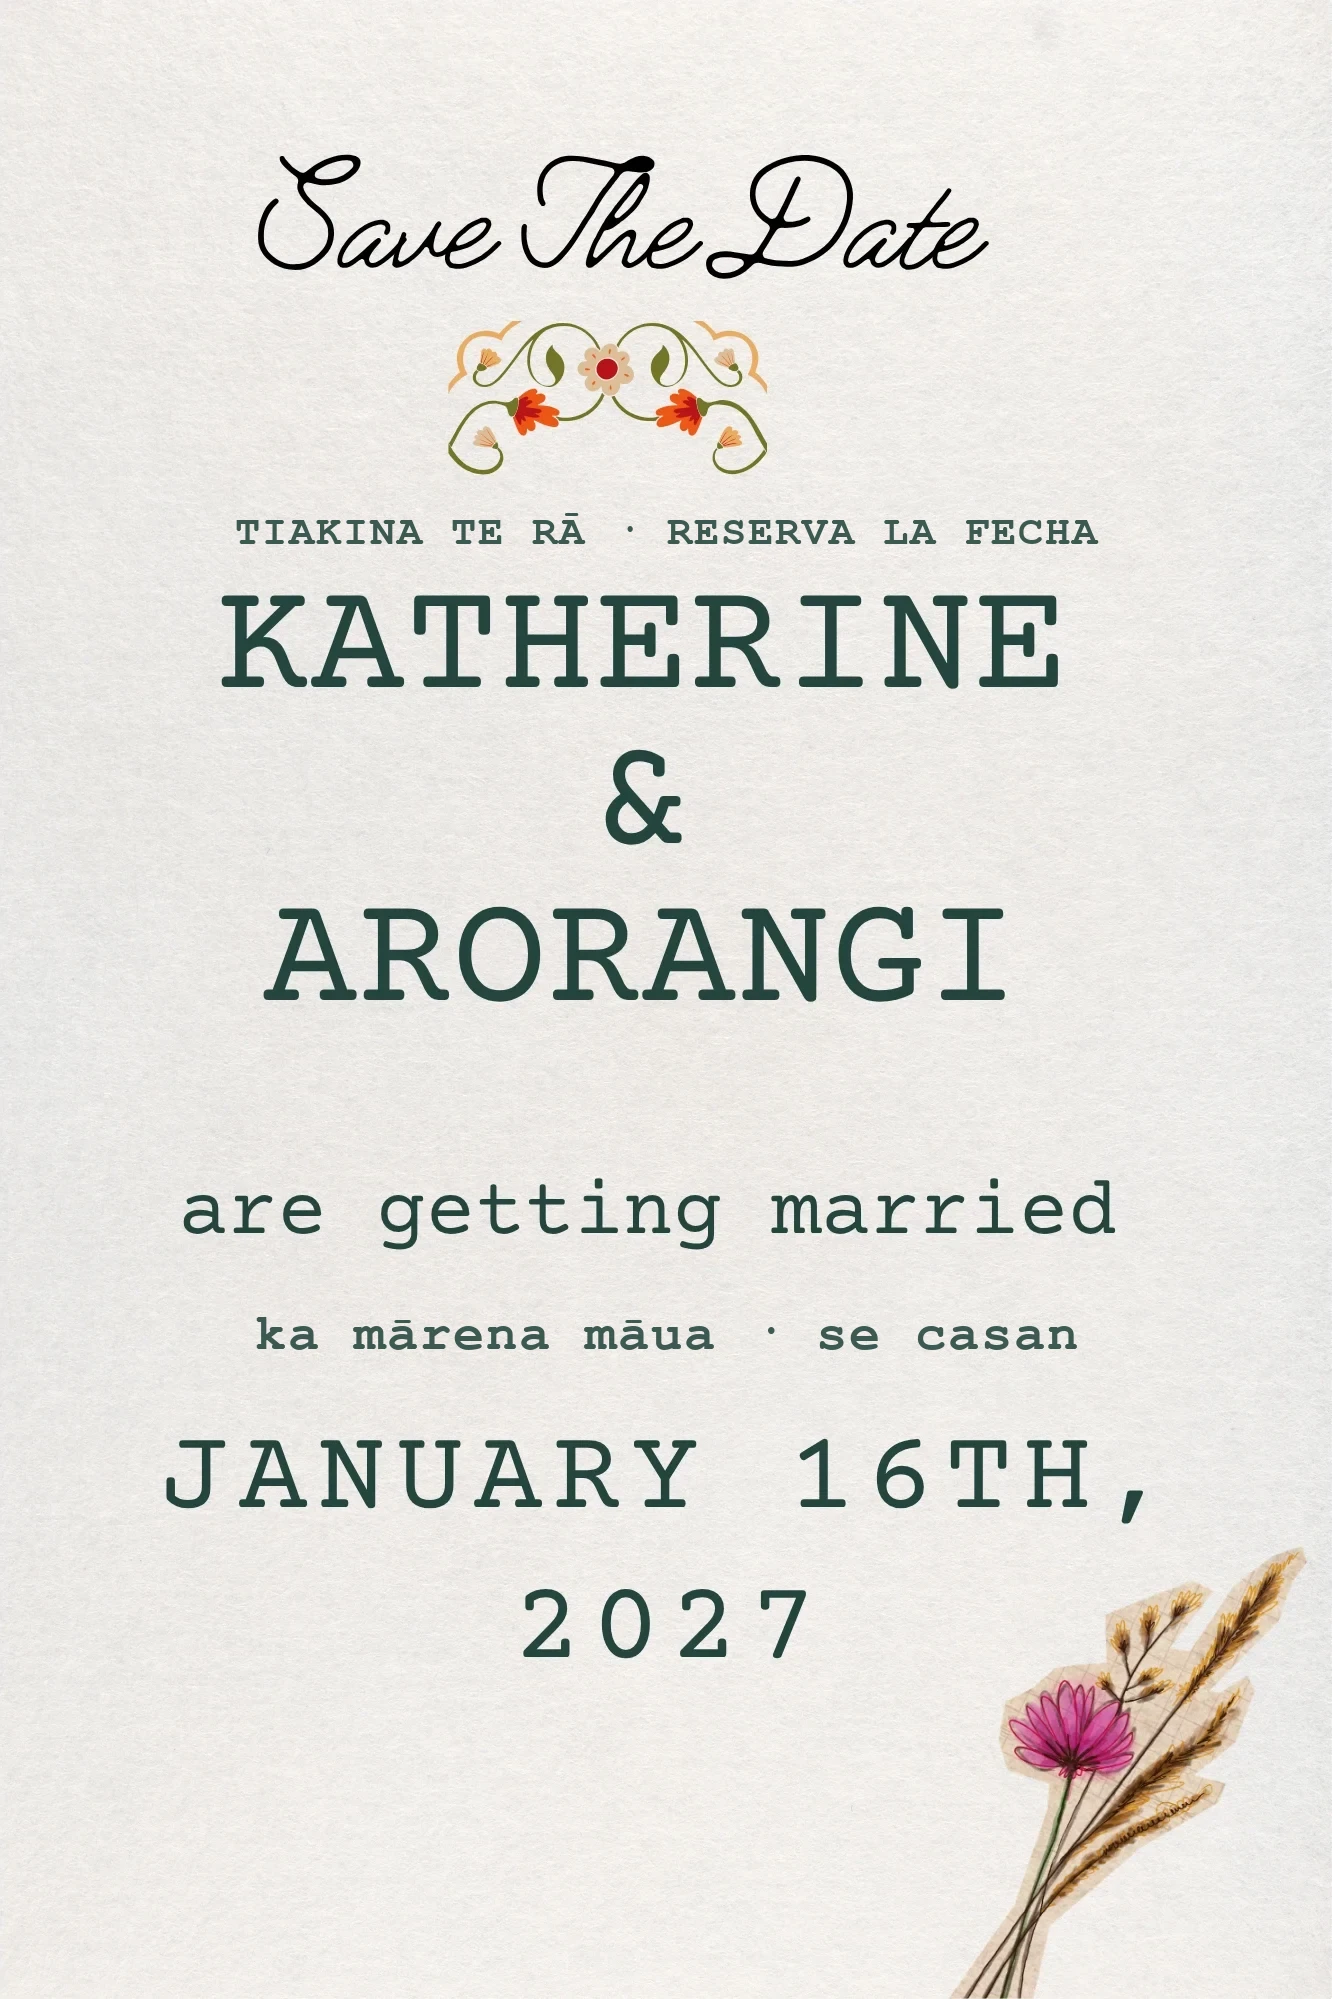 Save The Date
TIAKINA TE RĀ · RESERVA LA FECHA
KATHERINE
&
ARORANGI
are getting married
ka mārena māua · se casan
JANUARY 16TH,
2027